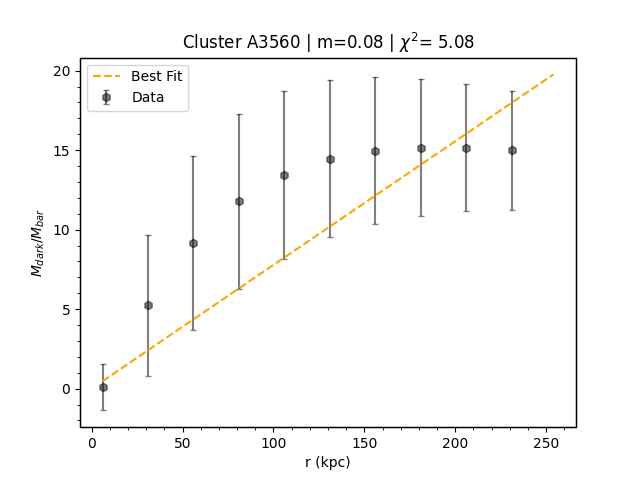 Cluster A3560 | m=0.08 | χ²= 5.08
Best Fit
Data
M_dark/M_bar
20
15
10
5
0
0 50 100 150 200 250
r (kpc)